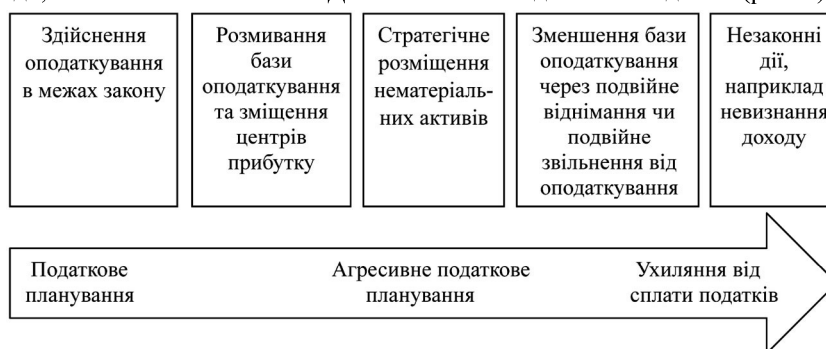 Здійснення
оподаткування
в межах закону
Розмивання
бази
оподаткування
та зміщення
центрів
прибутку
Стратегічне
розміщення
нематеріаль-
них активів
Зменшення бази
оподаткування
через подвійне
віднімання чи
подвійне
звільнення від
оподаткування
Незаконні
дії,
наприклад
невизнання
доходу
Податкове
планування
Агресивне податкове
планування
Ухиляння від
сплати податків